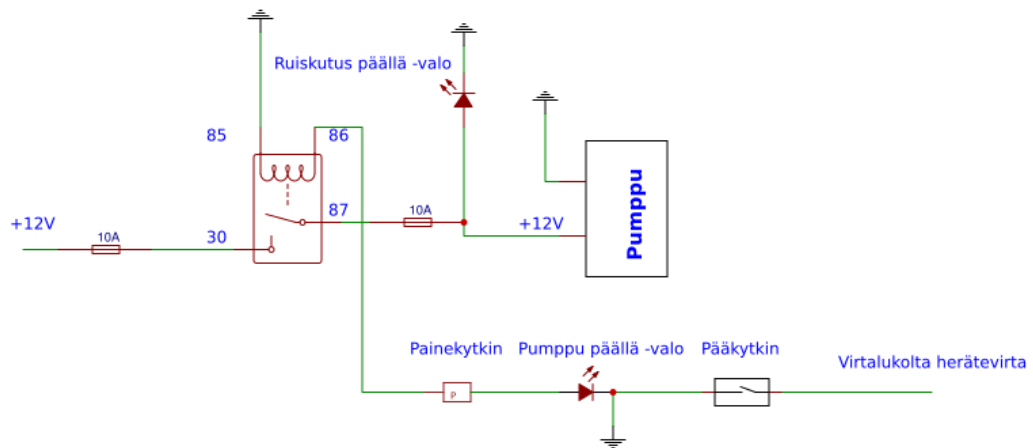 Ruiskutus päällä -valo
85
86
+12V
10A
30
87
10A
+12V
Pumppu
Painekytkin
Pumppu päällä -valo
Pääkytkin
Virtalukolta herätevirta
P